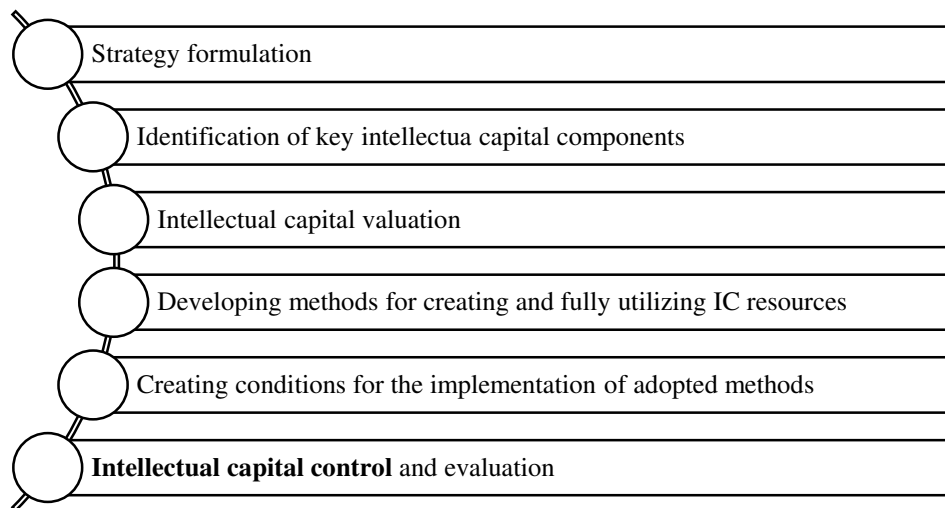 Strategy formulation
Identification of key intellectua capital components
Intellectual capital valuation
Developing methods for creating and fully utilizing IC resources
Creating conditions for the implementation of adopted methods
Intellectual capital control and evaluation